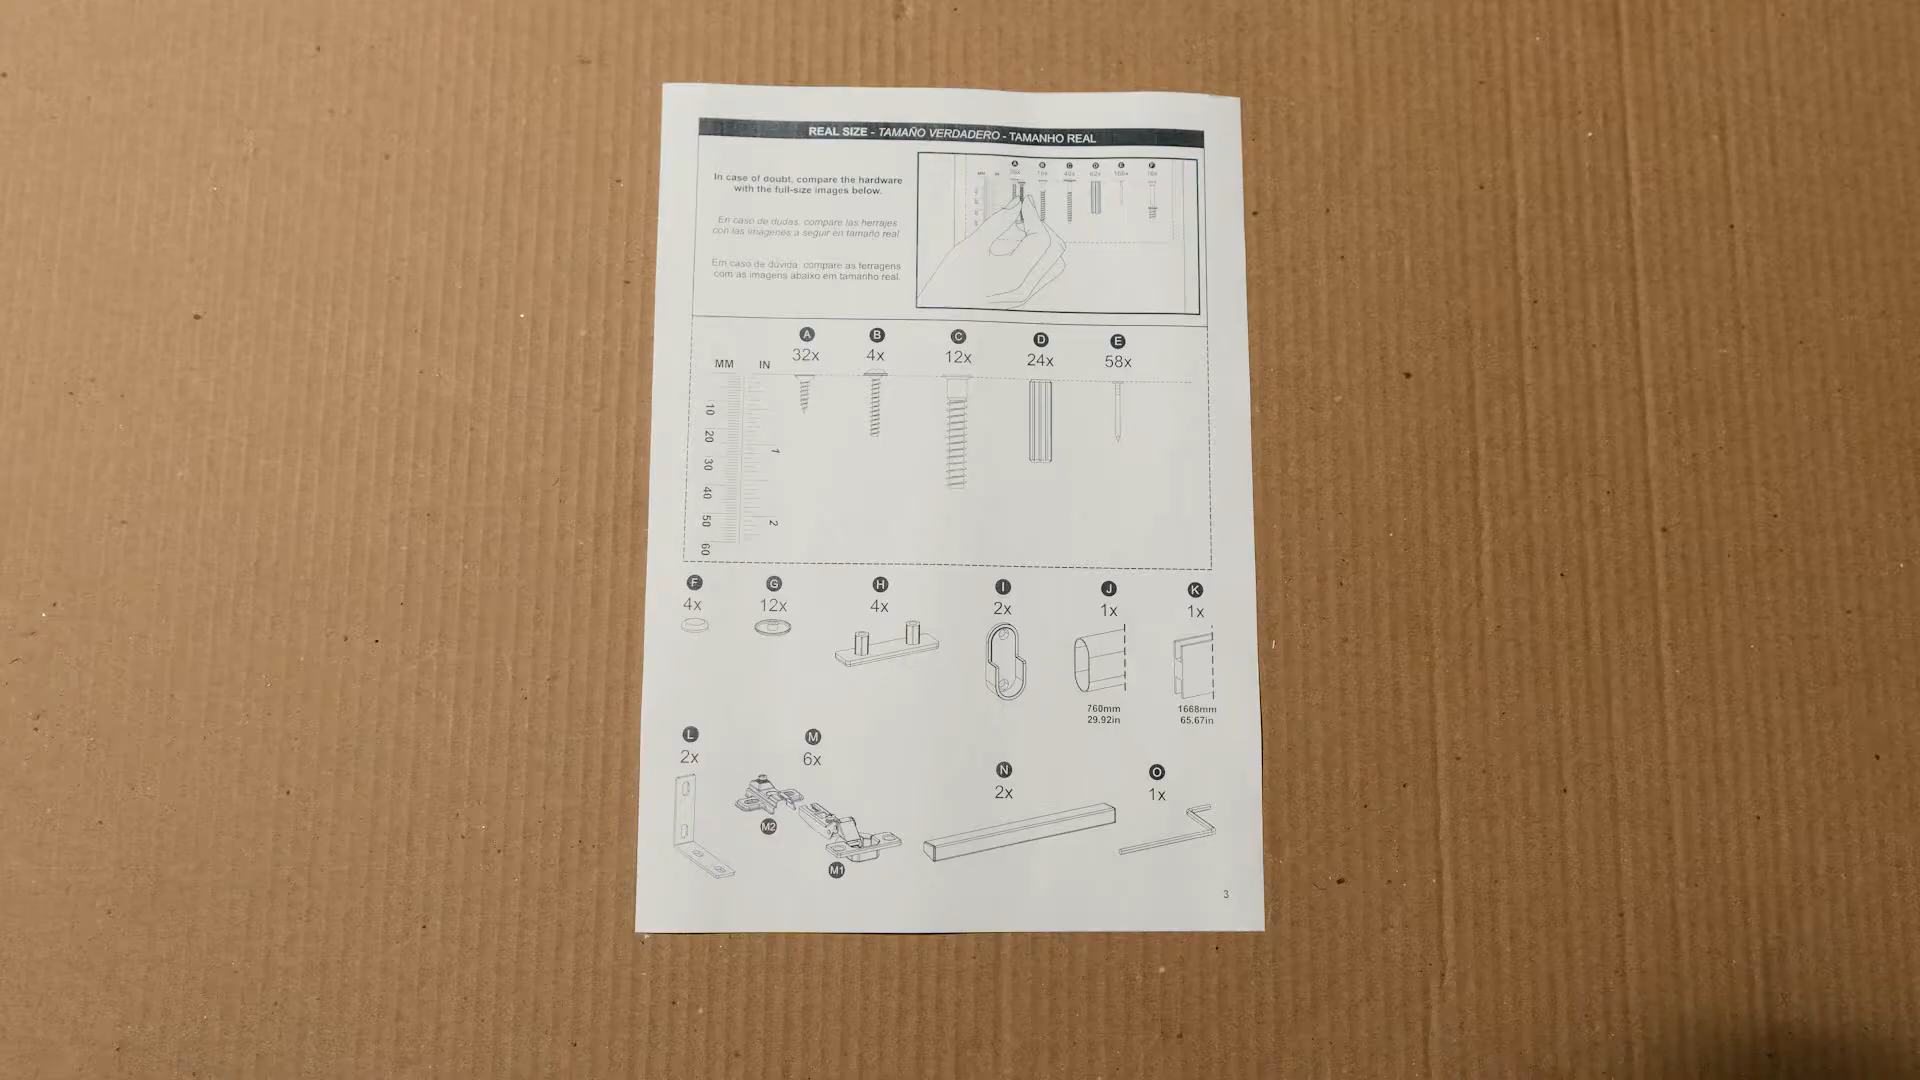 REAL SIZE - TAMAÑO VERDADERO - TAMANHO REAL
In case of doubt, compare the hardware
with the full-size images below.
En caso de dudas, compare las herrajes
con las imagenes a seguir en tamaño real
Em caso de dúvida, compare as ferragens
com as imagens abaixo em tamanho real.
MM IN
A B C D E F
A B C D E
32x 4x 12x 24x 58x
MM IN
10
20
30
40
50
60
1
2
F G H I J K
4x 12x 4x 2x 1x 1x
760mm
29.92in
1668mm
65.67in
L M N O
2x 6x 2x 1x
M2
M1
3